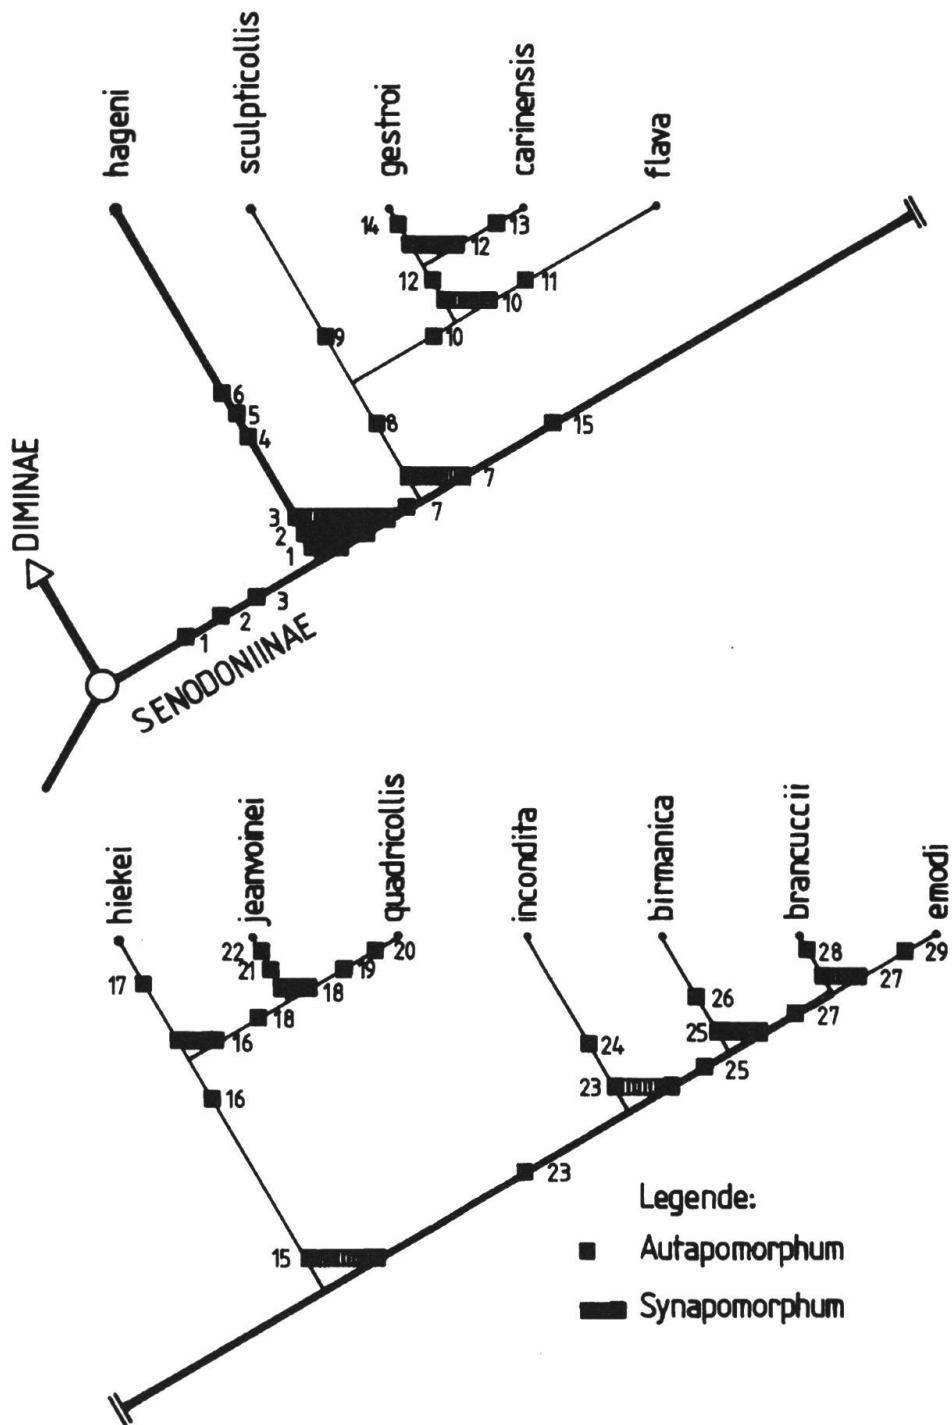 hageni
sculpticollis
gestroi
carinensis
flava
14
13
12
12
11
10
10
9
8
15
7
7
6
5
4
3
2
1
3
2
1
DIMINAE
SENODONIINAE
hiekei
jeanvoinei
quadricollis
incondita
birmanica
brancuccii
emodi
22
20
21
19
18
18
17
16
16
28
29
27
27
26
25
25
24
23
23
15
Legende:
Autapomorphum
Synapomorphum